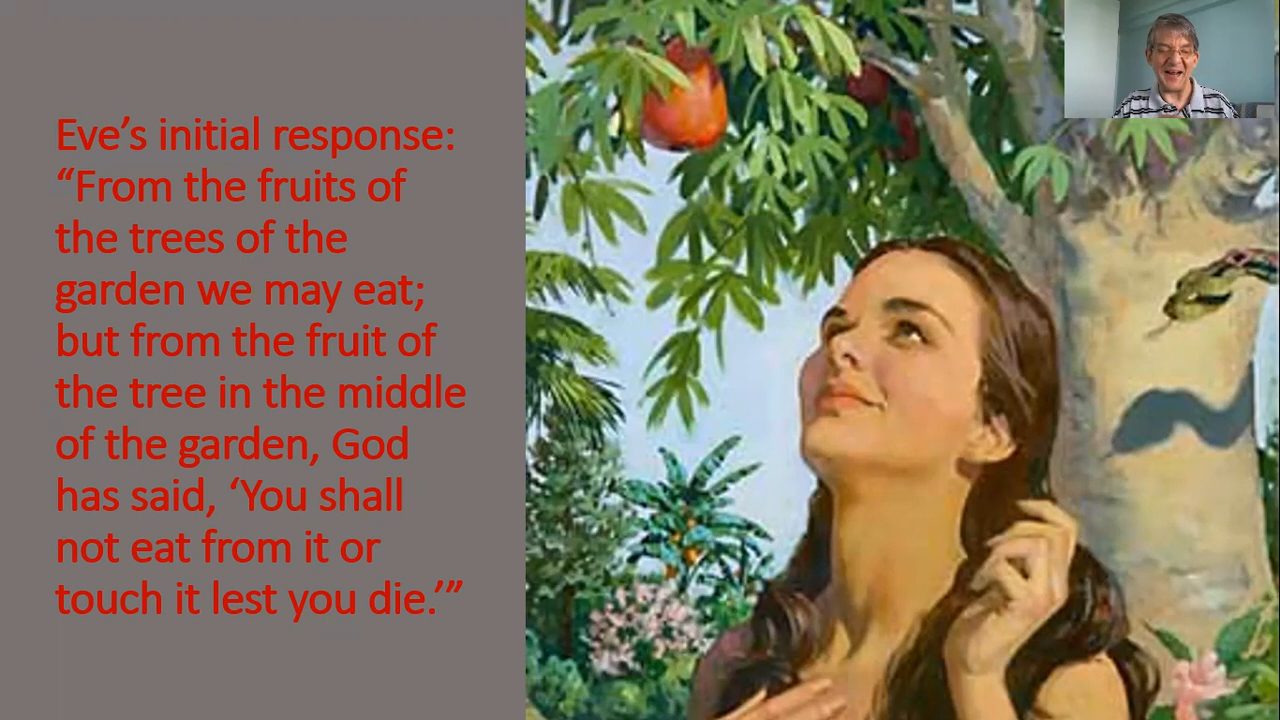 Eve’s initial response:
“From the fruits of
the trees of the
garden we may eat;
but from the fruit of
the tree in the middle
of the garden, God
has said, ‘You shall
not eat from it or
touch it lest you die.’”